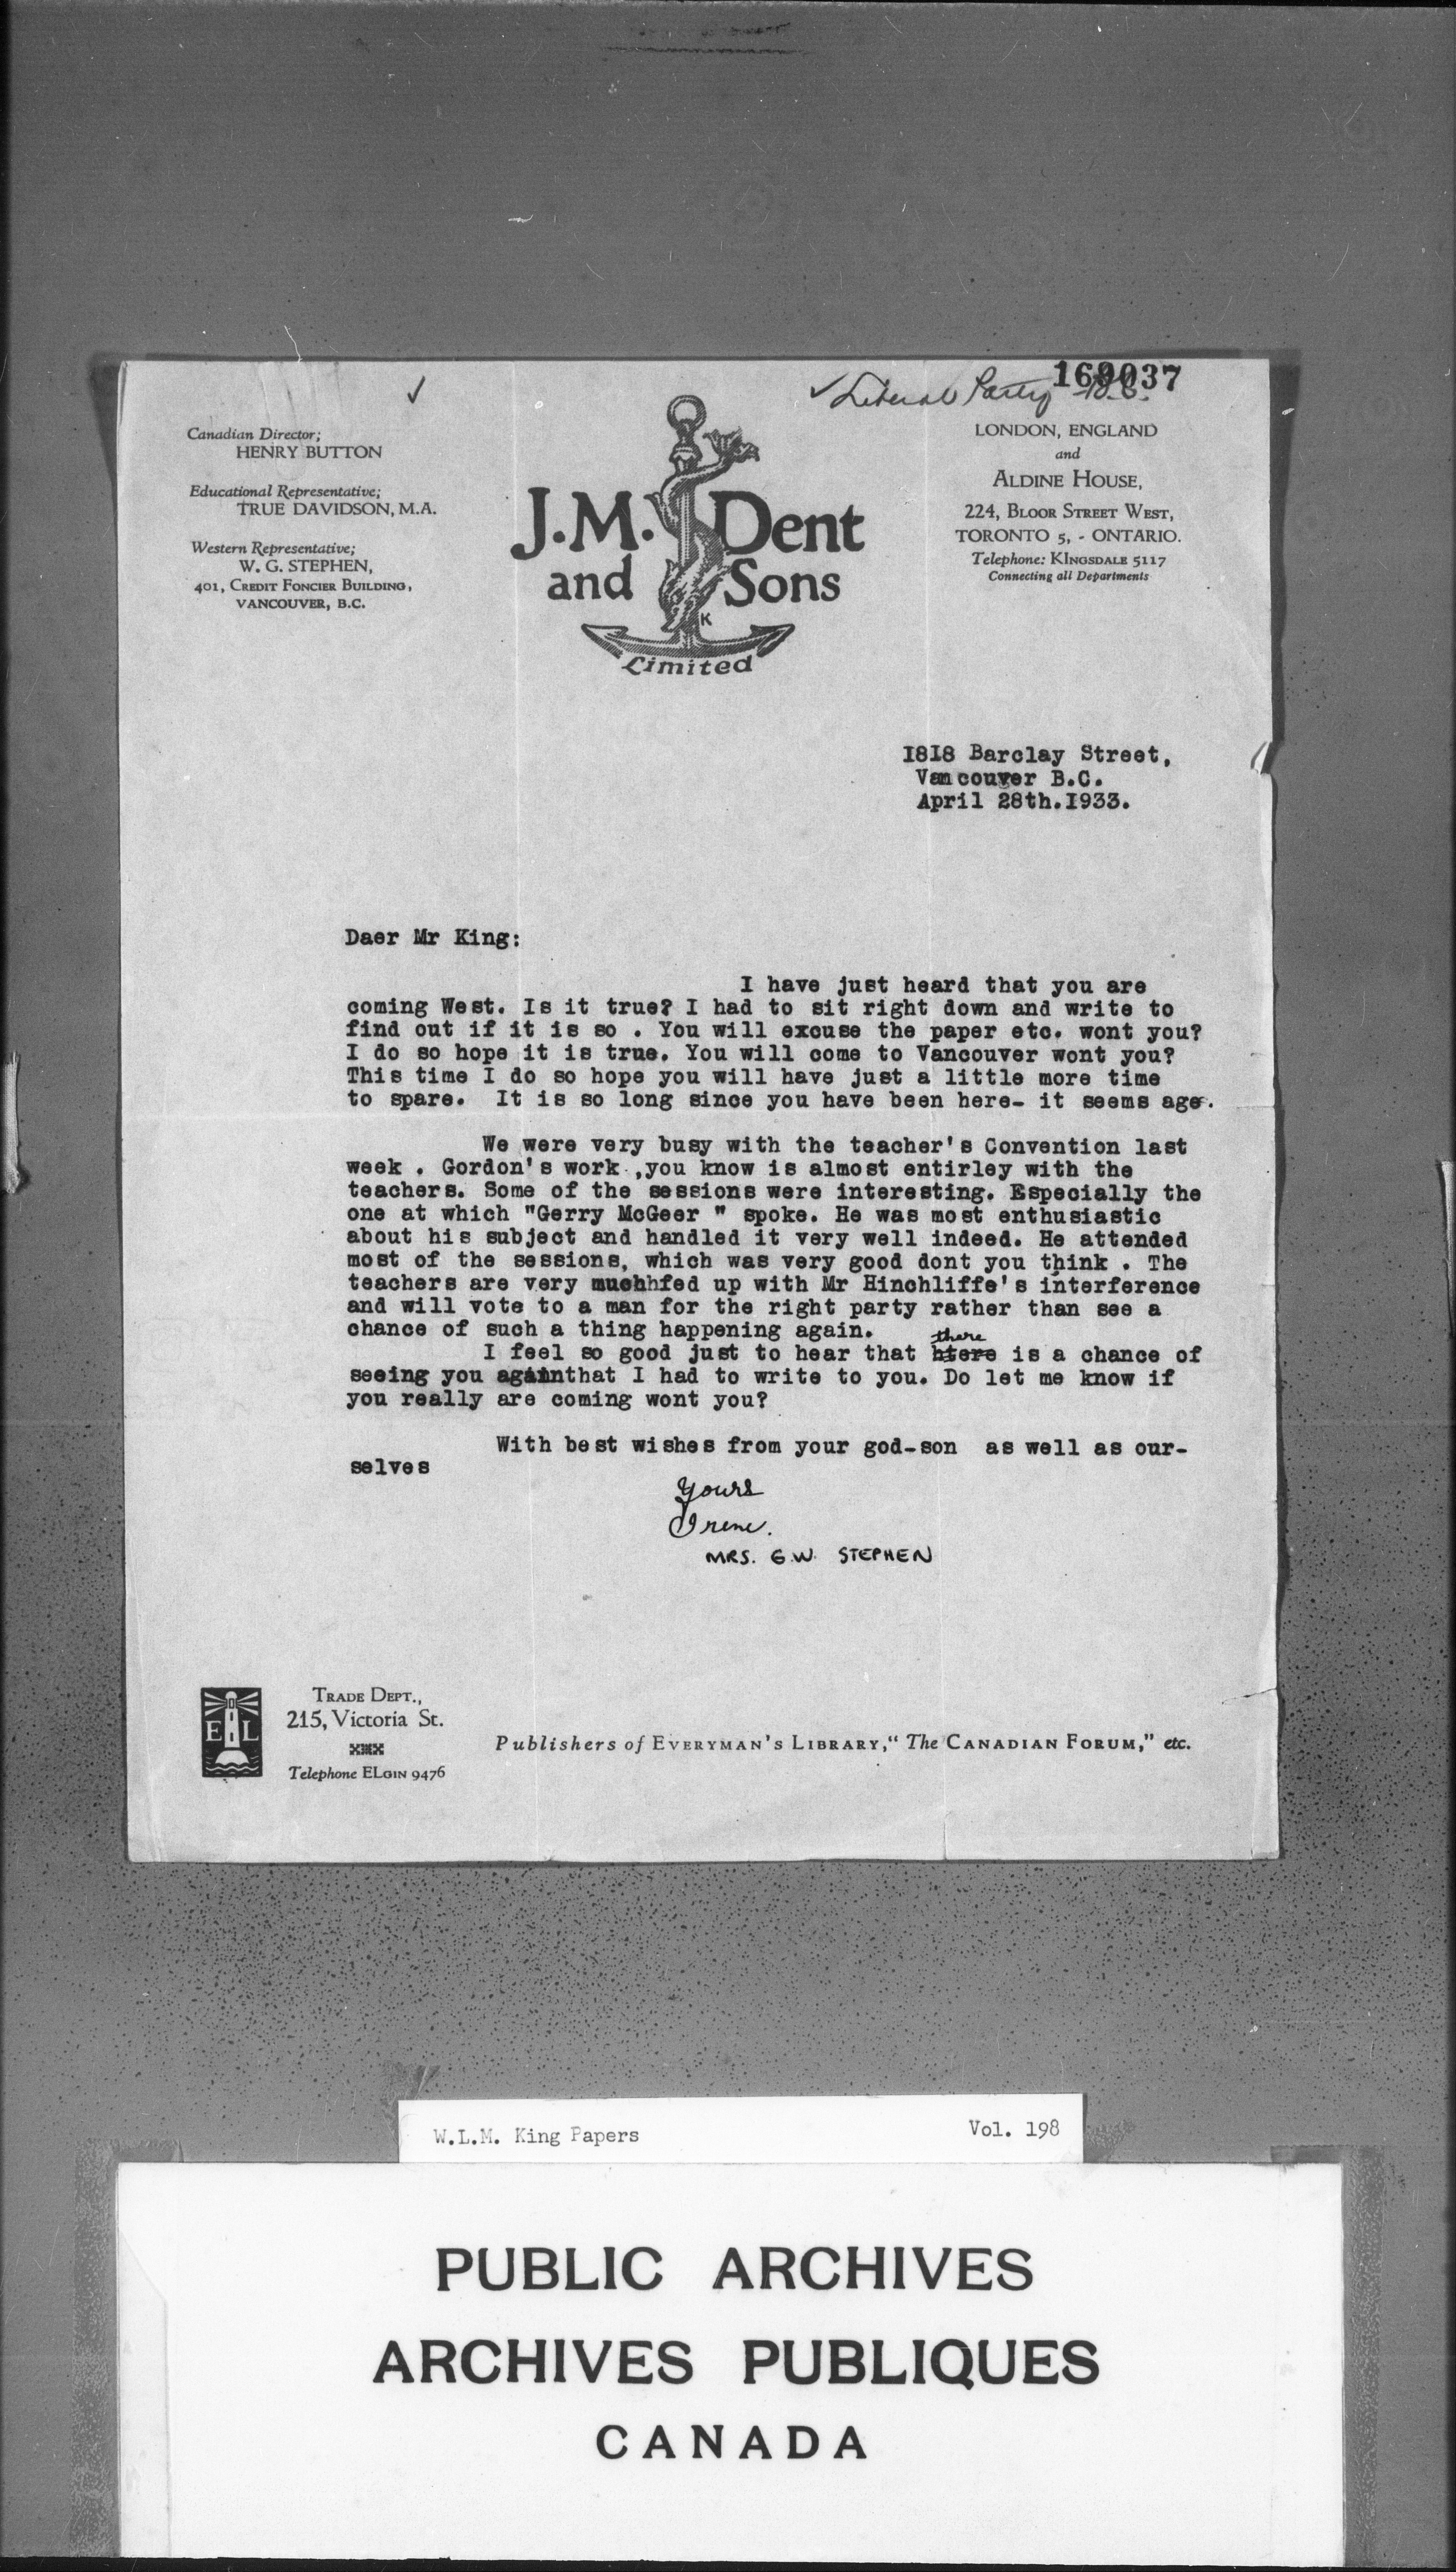 169037
✓ ✓ Liberal Party B.C.
Canadian Director;
HENRY BUTTON
Educational Representative;
TRUE DAVIDSON, M.A.
Western Representative;
W. G. STEPHEN,
401, CREDIT FONCIER BUILDING,
VANCOUVER, B.C.
J.M. Dent
and Sons
K
Limited
LONDON, ENGLAND
and
ALDINE HOUSE,
224, BLOOR STREET WEST,
TORONTO 5, - ONTARIO.
Telephone: KINGSDALE 5117
Connecting all Departments
I8I8 Barclay Street,
Vancouver B.C.
April 28th.I933.
Daer Mr King:
I have just heard that you are
coming West. Is it true? I had to sit right down and write to
find out if it is so . You will excuse the paper etc. wont you?
I do so hope it is true. You will come to Vancouver wont you?
This time I do so hope you will have just a little more time
to spare. It is so long since you have been here- it seems age.
We were very busy with the teacher's Convention last
week . Gordon's work ,you know is almost entirley with the
teachers. Some of the sessions were interesting. Especially the
one at which "Gerry McGeer " spoke. He was most enthusiastic
about his subject and handled it very well indeed. He attended
most of the sessions, which was very good dont you think . The
teachers are very muchhfed up with Mr Hinchliffe's interference
and will vote to a man for the right party rather than see a
chance of such a thing happening again.
there
I feel so good just to hear that htere is a chance of
seeing you againthat I had to write to you. Do let me know if
you really are coming wont you?
With best wishes from your god-son as well as our-
selves
Yours
Irene.
MRS. G.W. STEPHEN
E L
TRADE DEPT.,
215, Victoria St.
Telephone ELGIN 9476
Publishers of EVERYMAN'S LIBRARY," The CANADIAN FORUM," etc.
W.L.M. King Papers Vol. 198
PUBLIC ARCHIVES
ARCHIVES PUBLIQUES
CANADA